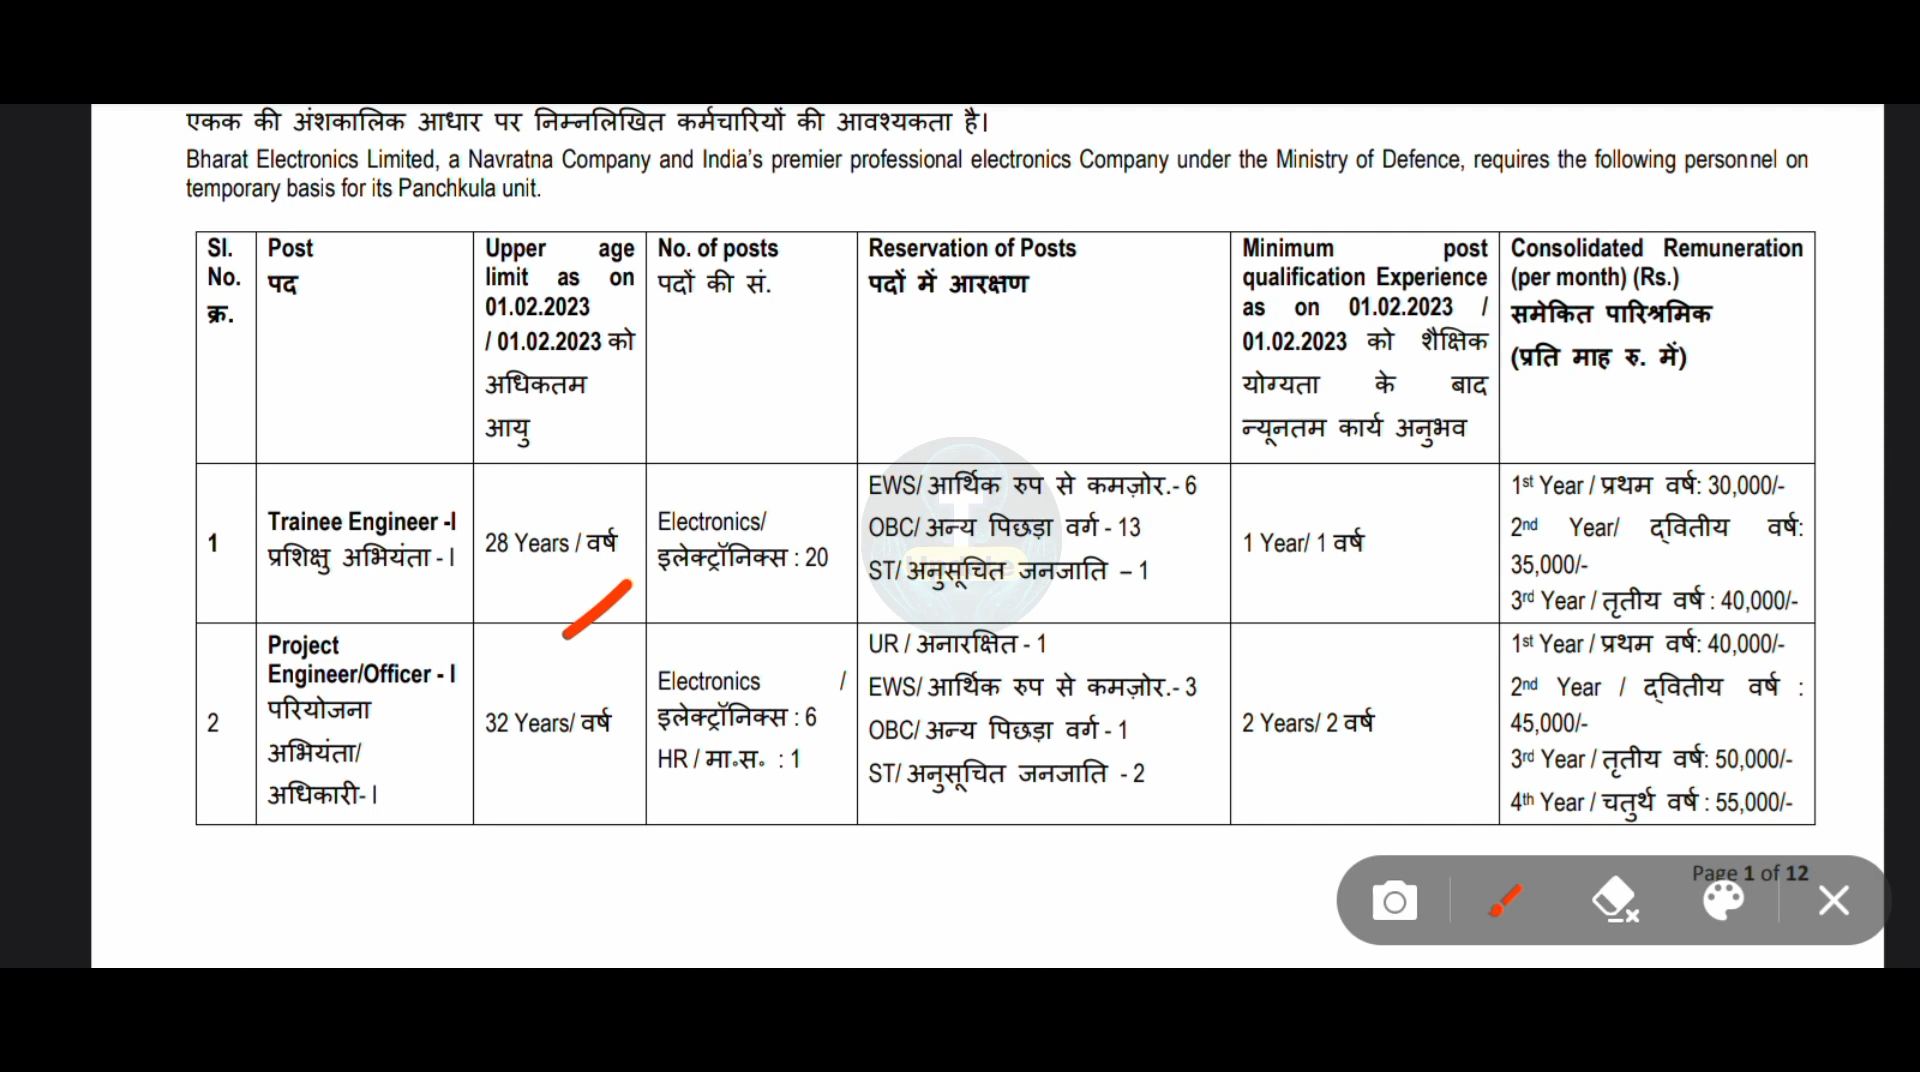 एकक की अंशकालिक आधार पर निम्नलिखित कर्मचारियों की आवश्यकता है।
Bharat Electronics Limited, a Navratna Company and India's premier professional electronics Company under the Ministry of Defence, requires the following personnel on
temporary basis for its Panchkula unit.
Sl.
No.
क्र.
Post
पद
Upper age
limit as on
01.02.2023
/ 01.02.2023 को
अधिकतम
आयु
No. of posts
पदों की सं.
Reservation of Posts
पदों में आरक्षण
Minimum post
qualification Experience
as on 01.02.2023 /
01.02.2023 को शैक्षिक
योग्यता के बाद
न्यूनतम कार्य अनुभव
Consolidated Remuneration
(per month) (Rs.)
समेकित पारिश्रमिक
(प्रति माह रु. में)
1
Trainee Engineer -I
प्रशिक्षु अभियंता - I
28 Years / वर्ष
Electronics/
इलेक्ट्रॉनिक्स : 20
EWS/ आर्थिक रुप से कमज़ोर.- 6
OBC/ अन्य पिछड़ा वर्ग - 13
ST/ अनुसूचित जनजाति – 1
1 Year/ 1 वर्ष
1st Year / प्रथम वर्ष: 30,000/-
2nd Year/ द्वितीय वर्ष:
35,000/-
3rd Year / तृतीय वर्ष : 40,000/-
2
Project
Engineer/Officer - I
परियोजना
अभियंता/
अधिकारी- I
32 Years/ वर्ष
Electronics /
इलेक्ट्रॉनिक्स : 6
HR / मा॰स॰ : 1
UR / अनारक्षित - 1
EWS/ आर्थिक रुप से कमज़ोर.- 3
OBC/ अन्य पिछड़ा वर्ग - 1
ST/ अनुसूचित जनजाति - 2
2 Years/ 2 वर्ष
1st Year / प्रथम वर्ष: 40,000/-
2nd Year / द्वितीय वर्ष :
45,000/-
3rd Year / तृतीय वर्ष: 50,000/-
4th Year / चतुर्थ वर्ष : 55,000/-
Page 1 of 12